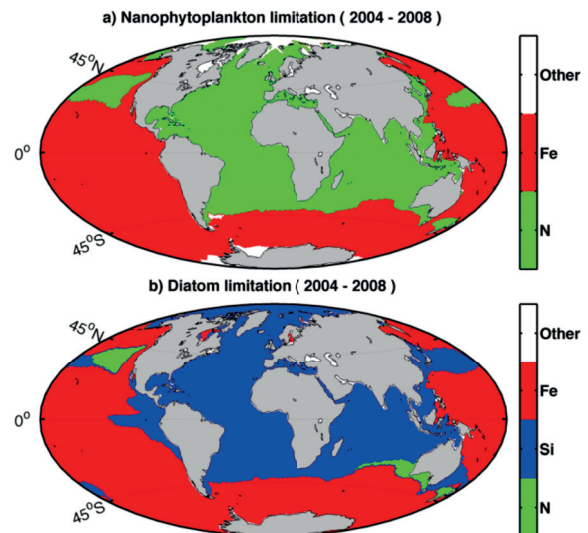 a) Nanophytoplankton limitation ( 2004 - 2008 )
45°N
0°
45°S
Other
Fe
N
b) Diatom limitation ( 2004 - 2008 )
45°N
0°
45°S
Other
Fe
Si
N